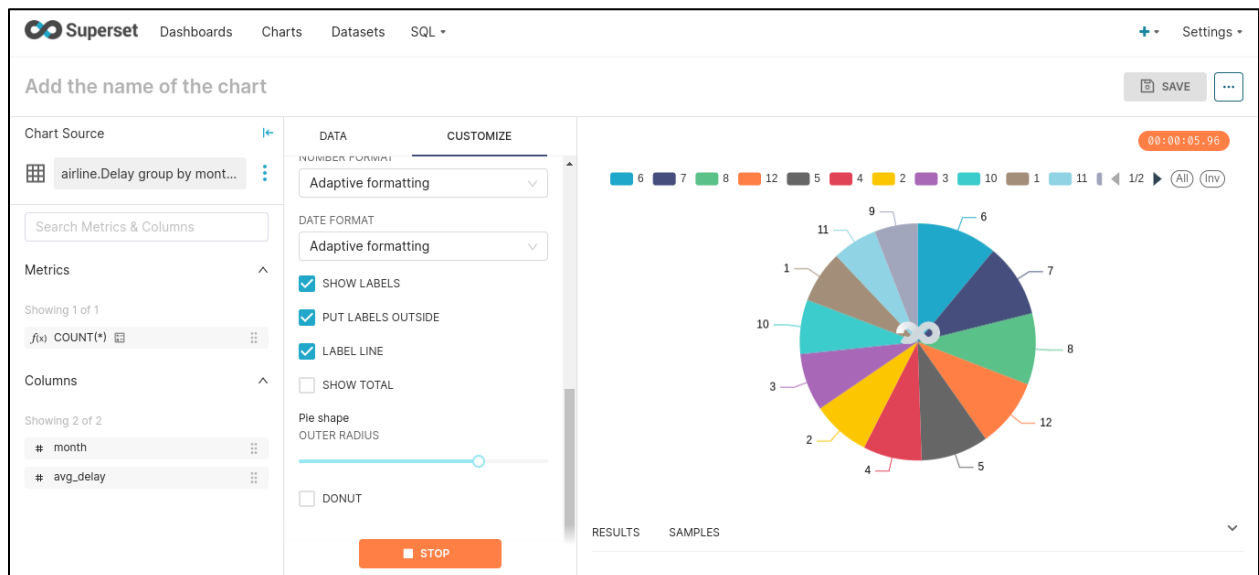 Superset Dashboards Charts Datasets SQL Settings
Add the name of the chart SAVE ...
Chart Source
airline.Delay group by mont...
Search Metrics & Columns
Metrics
Showing 1 of 1
f(x) COUNT(*)
Columns
Showing 2 of 2
# month
# avg_delay
DATA CUSTOMIZE
NUMBER FORMAT
Adaptive formatting
DATE FORMAT
Adaptive formatting
SHOW LABELS
PUT LABELS OUTSIDE
LABEL LINE
SHOW TOTAL
Pie shape
OUTER RADIUS
DONUT
STOP
00:00:05.96
6 7 8 12 5 4 2 3 10 1 11 1/2 All Inv
9 6
11
1 7
10 8
3
12
2
4 5
RESULTS SAMPLES